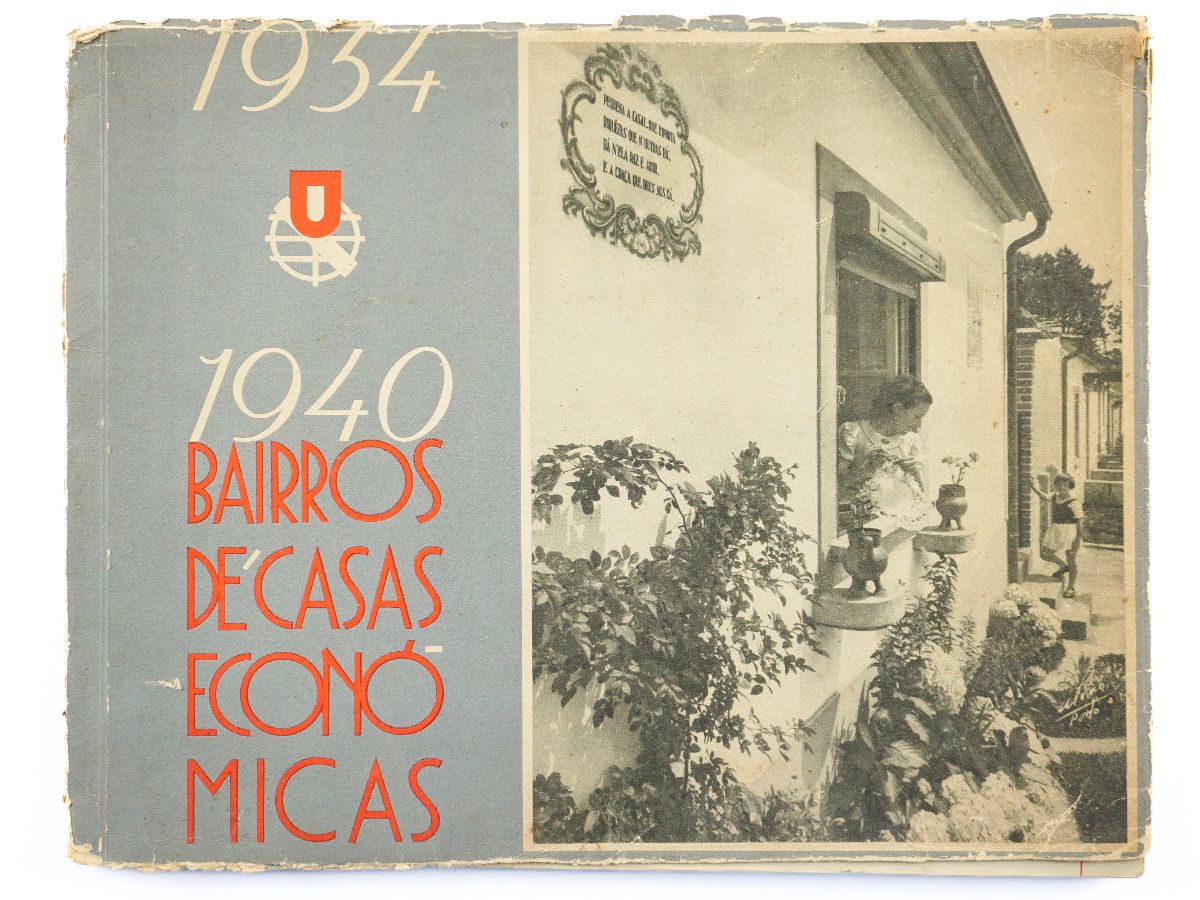 1934
U
1940
BAIRROS
DE CASAS
ECONÓ-
MICAS
PEQUENA A CASA!.. QUE IMPORTA
QUE N'OUTRAS HÁ;
HÁ N'ELA PAZ E AMOR,
E A GRAÇA QUE DEUS NOS DÁ.
Porto